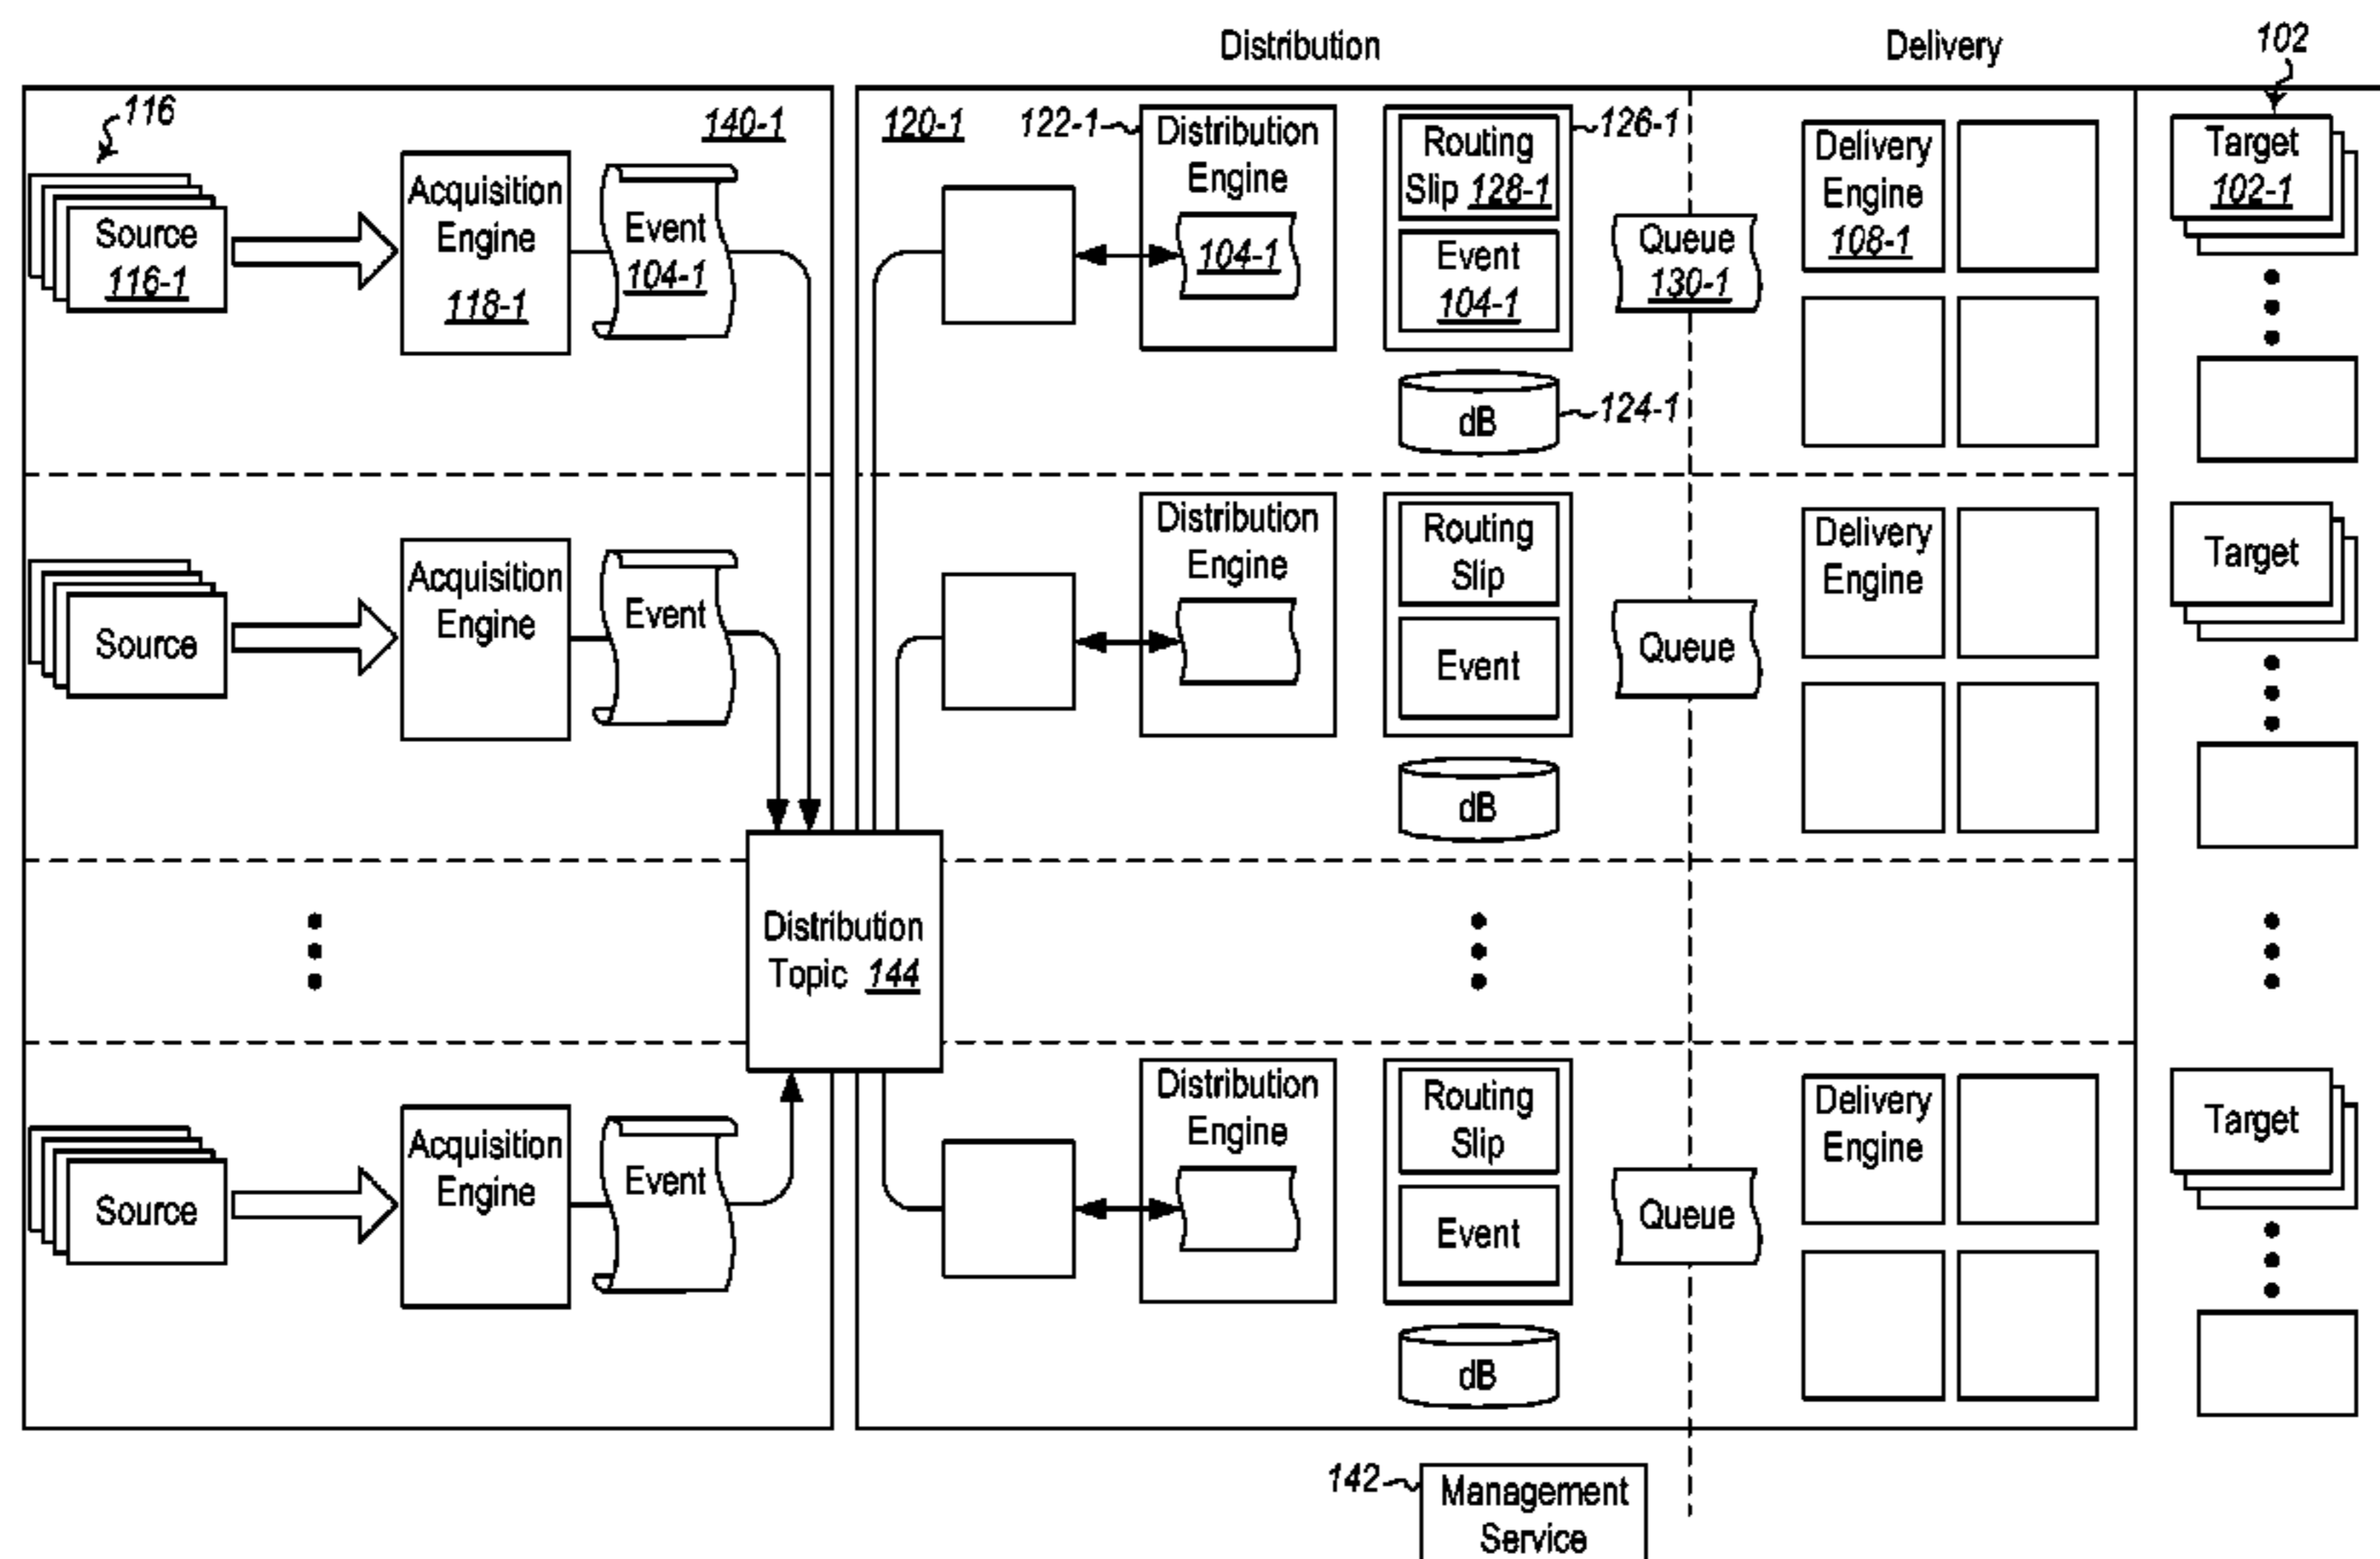 Distribution
Delivery
102
116
140-1
120-1
122-1
Distribution
Engine
104-1
Routing
Slip 128-1
Event
104-1
126-1
dB
124-1
Queue
130-1
Delivery
Engine
108-1
Target
102-1
Source
116-1
Acquisition
Engine
118-1
Event
104-1
Source
Acquisition
Engine
Event
Distribution
Engine
Routing
Slip
Event
dB
Queue
Delivery
Engine
Target
Distribution
Topic 144
Source
Acquisition
Engine
Event
Distribution
Engine
Routing
Slip
Event
dB
Queue
Delivery
Engine
Target
142
Management
Service